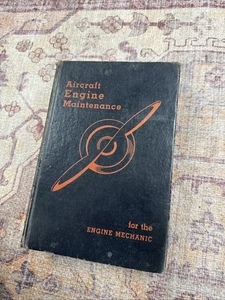 Aircraft
Engine
Maintenance
for the
ENGINE MECHANIC